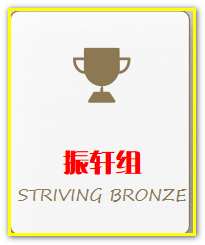 振轩组
STRIVING BRONZE